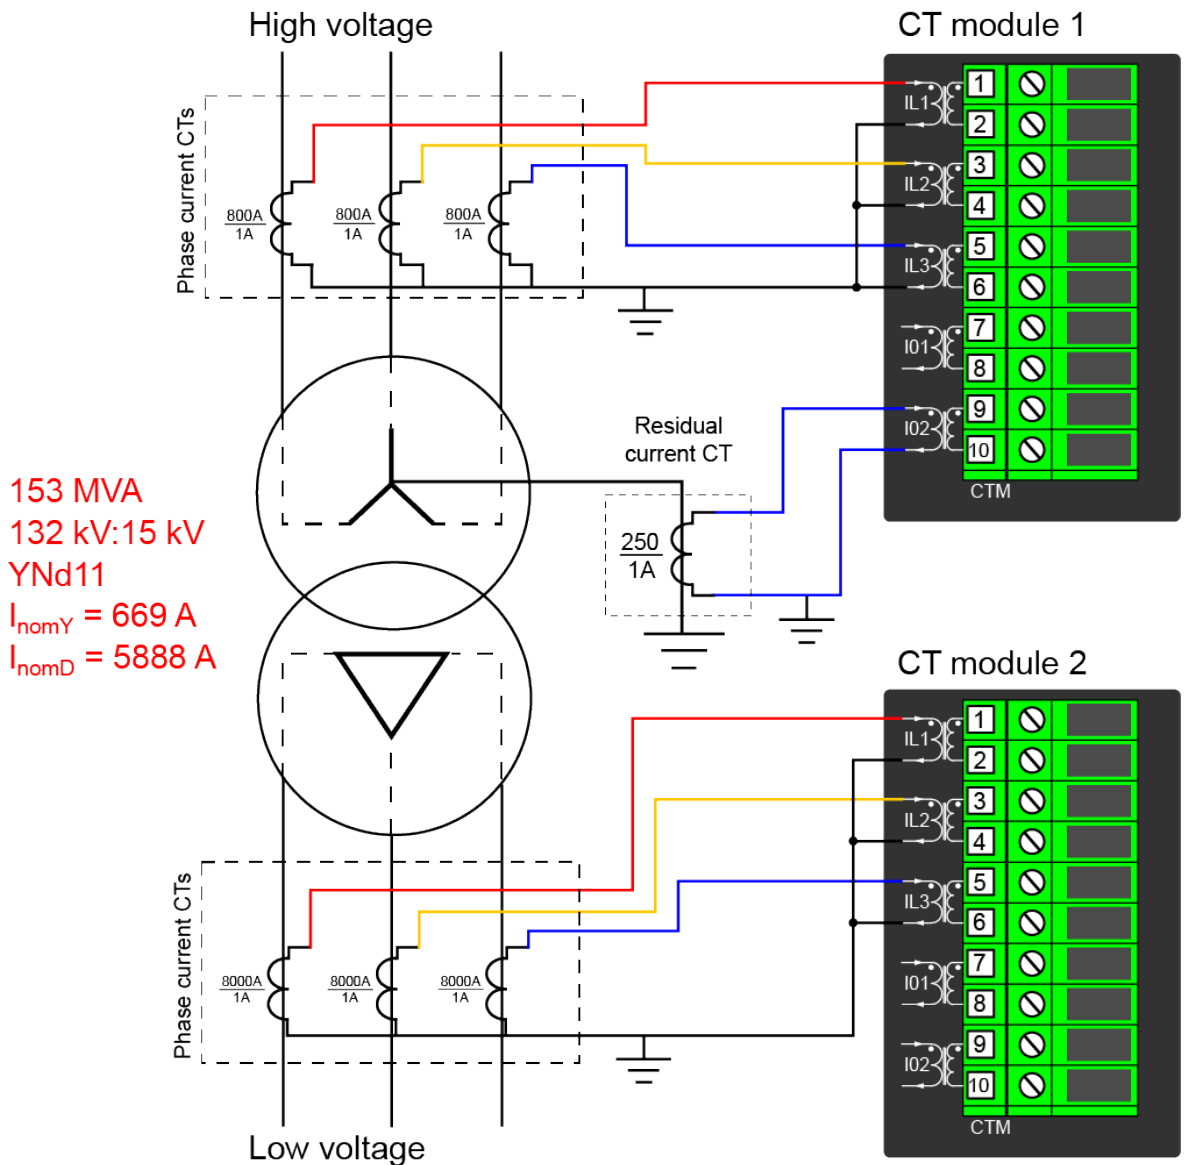 High voltage
CT module 1
Phase current CTs
800A
1A
800A
1A
800A
1A
IL1
1
2
IL2
3
4
IL3
5
6
I01
7
8
I02
9
10
CTM
Residual
current CT
250
1A
153 MVA
132 kV:15 kV
YNd11
InomY = 669 A
InomD = 5888 A
CT module 2
IL1
1
2
IL2
3
4
IL3
5
6
I01
7
8
I02
9
10
CTM
Phase current CTs
8000A
1A
8000A
1A
8000A
1A
Low voltage